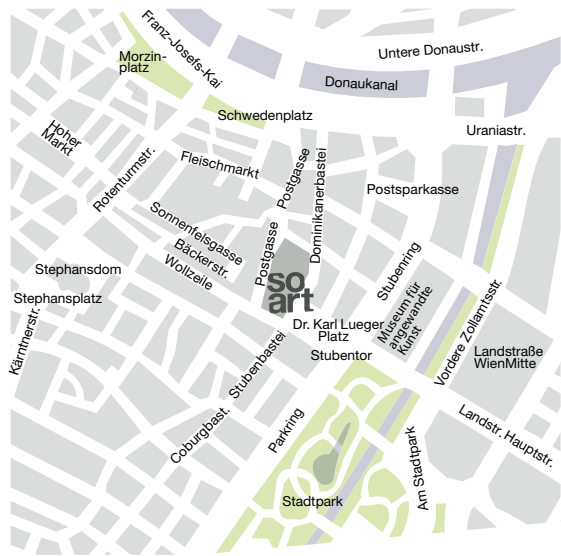 Franz-Josefs-Kai
Untere Donaustr.
Morzin-
platz
Donaukanal
Schwedenplatz
Uraniastr.
Hoher
Markt
Rotenturmstr.
Fleischmarkt
Postgasse
Dominikanerbastei
Postsparkasse
Sonnenfelsgasse
Bäckerstr.
Wollzeile
Postgasse
Stubenring
Stephansdom
Stephansplatz
so
art
Kärntnerstr.
Dr. Karl Lueger
Platz
Stubentor
Museum für
angewandte
Kunst
Vordere Zollamtsstr.
Landstraße
WienMitte
Stubenbastei
Coburgbast.
Parkring
Am Stadtpark
Landstr. Hauptstr.
Stadtpark